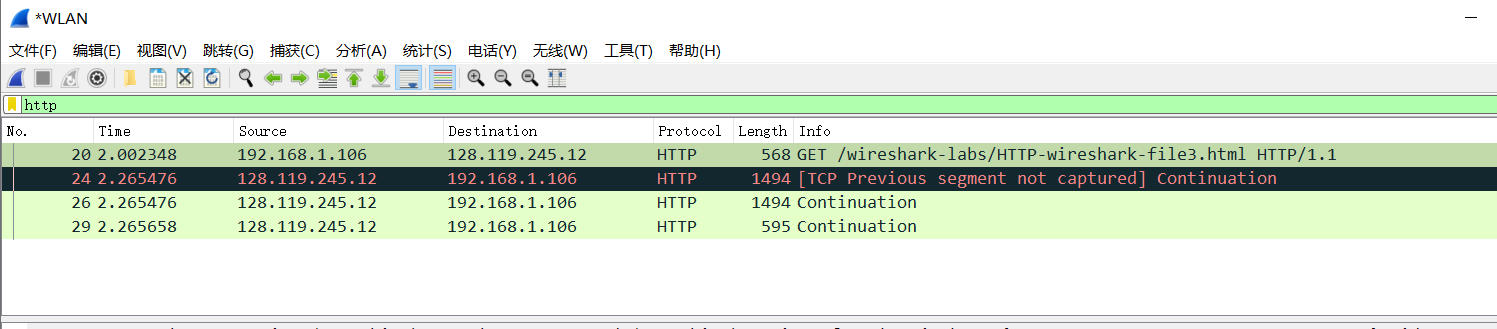 *WLAN
文件(F) 编辑(E) 视图(V) 跳转(G) 捕获(C) 分析(A) 统计(S) 电话(Y) 无线(W) 工具(T) 帮助(H)
http
No. Time Source Destination Protocol Length Info
20 2.002348 192.168.1.106 128.119.245.12 HTTP 568 GET /wireshark-labs/HTTP-wireshark-file3.html HTTP/1.1
24 2.265476 128.119.245.12 192.168.1.106 HTTP 1494 [TCP Previous segment not captured] Continuation
26 2.265476 128.119.245.12 192.168.1.106 HTTP 1494 Continuation
29 2.265658 128.119.245.12 192.168.1.106 HTTP 595 Continuation